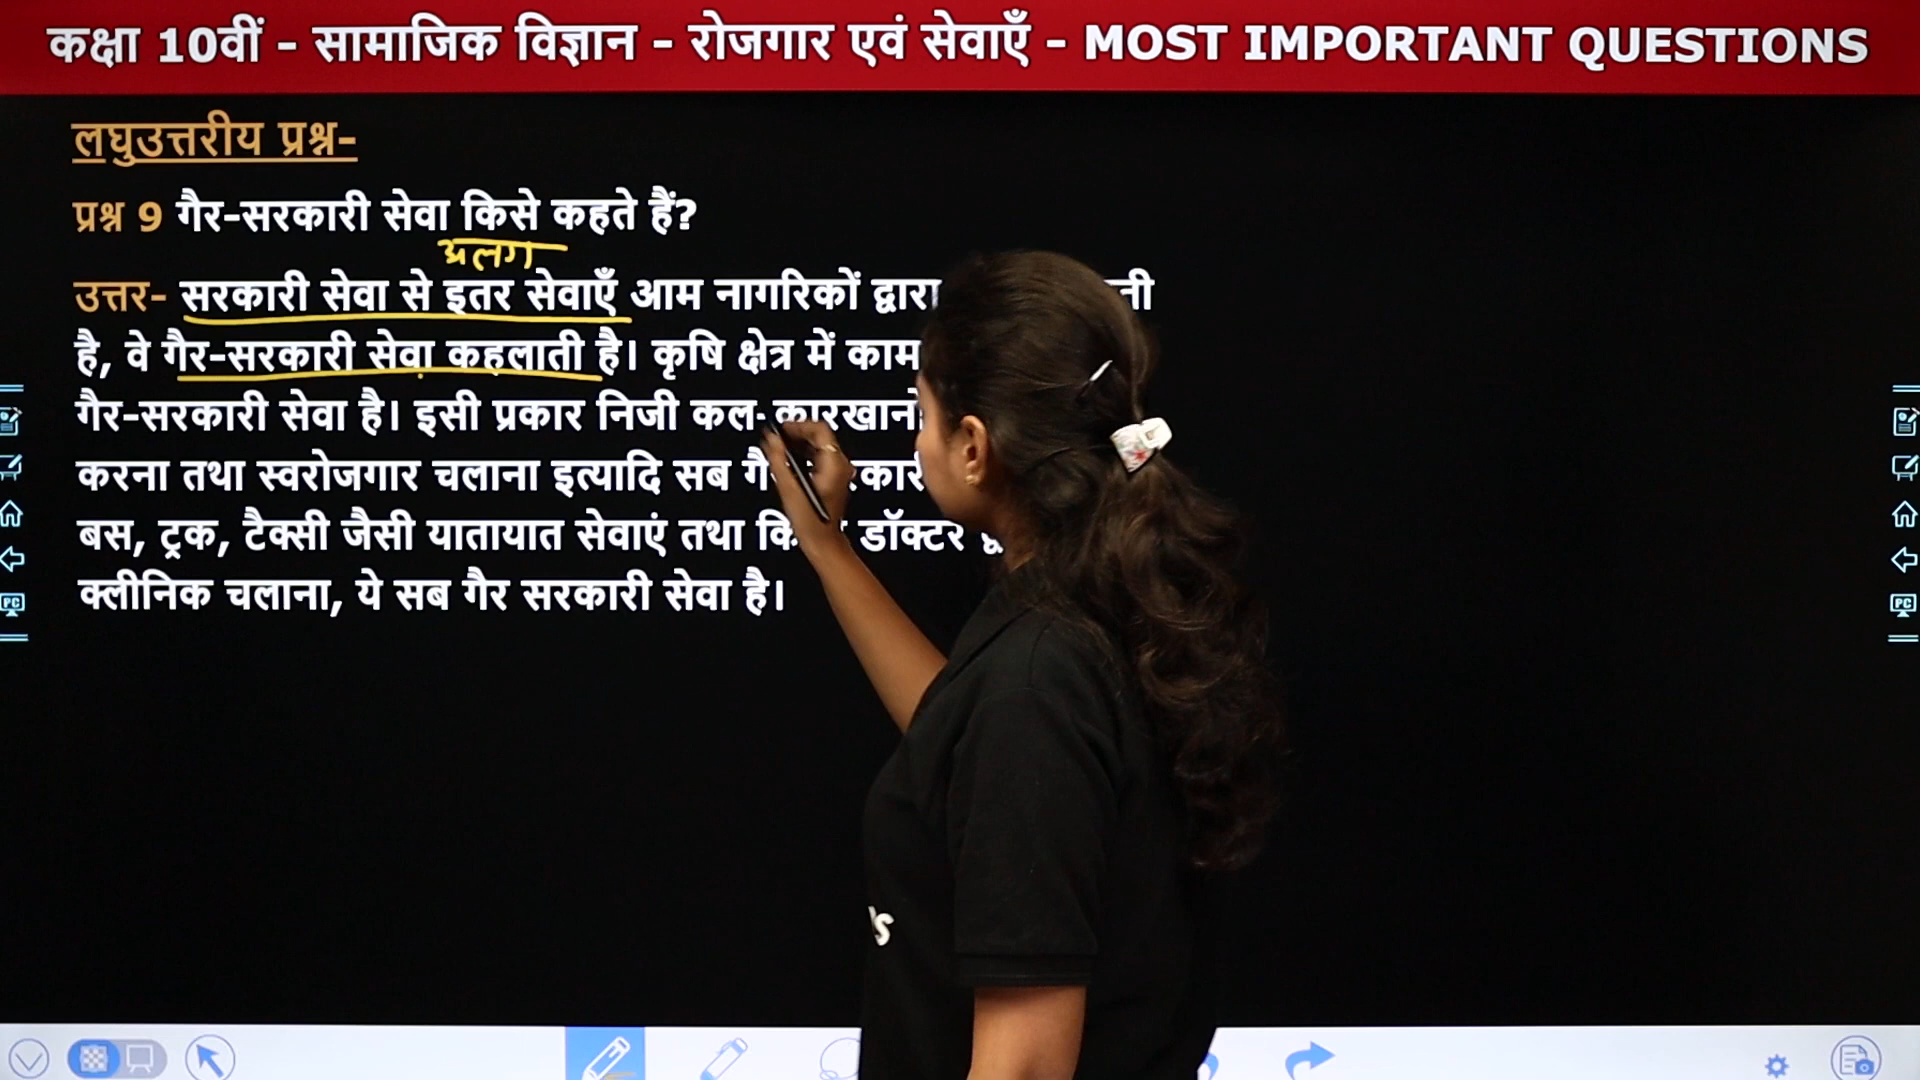 कक्षा 10वीं - सामाजिक विज्ञान - रोजगार एवं सेवाएँ - MOST IMPORTANT QUESTIONS
लघुउत्तरीय प्रश्न-
प्रश्न 9 गैर-सरकारी सेवा किसे कहते हैं?
अलग
उत्तर- सरकारी सेवा से इतर सेवाएँ आम नागरिकों द्वारा
है, वे गैर-सरकारी सेवा कहलाती है। कृषि क्षेत्र में काम
गैर-सरकारी सेवा है। इसी प्रकार निजी कल-कारखानों
करना तथा स्वरोजगार चलाना इत्यादि सब
बस, ट्रक, टैक्सी जैसी यातायात सेवाएं तथा डॉक्टर
क्लीनिक चलाना, ये सब गैर सरकारी सेवा है।
PC
PC